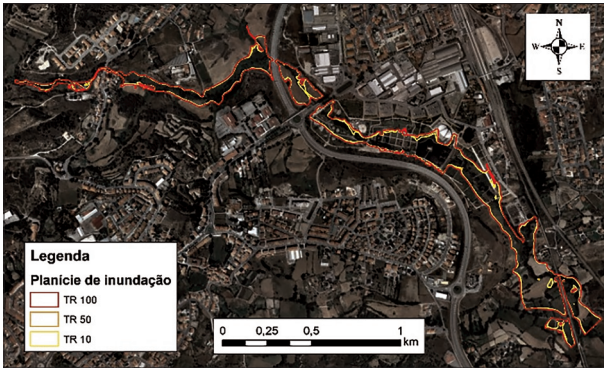 N
W E
S
Legenda
Planície de inundação
TR 100
TR 50
TR 10
0 0,25 0,5 1
km